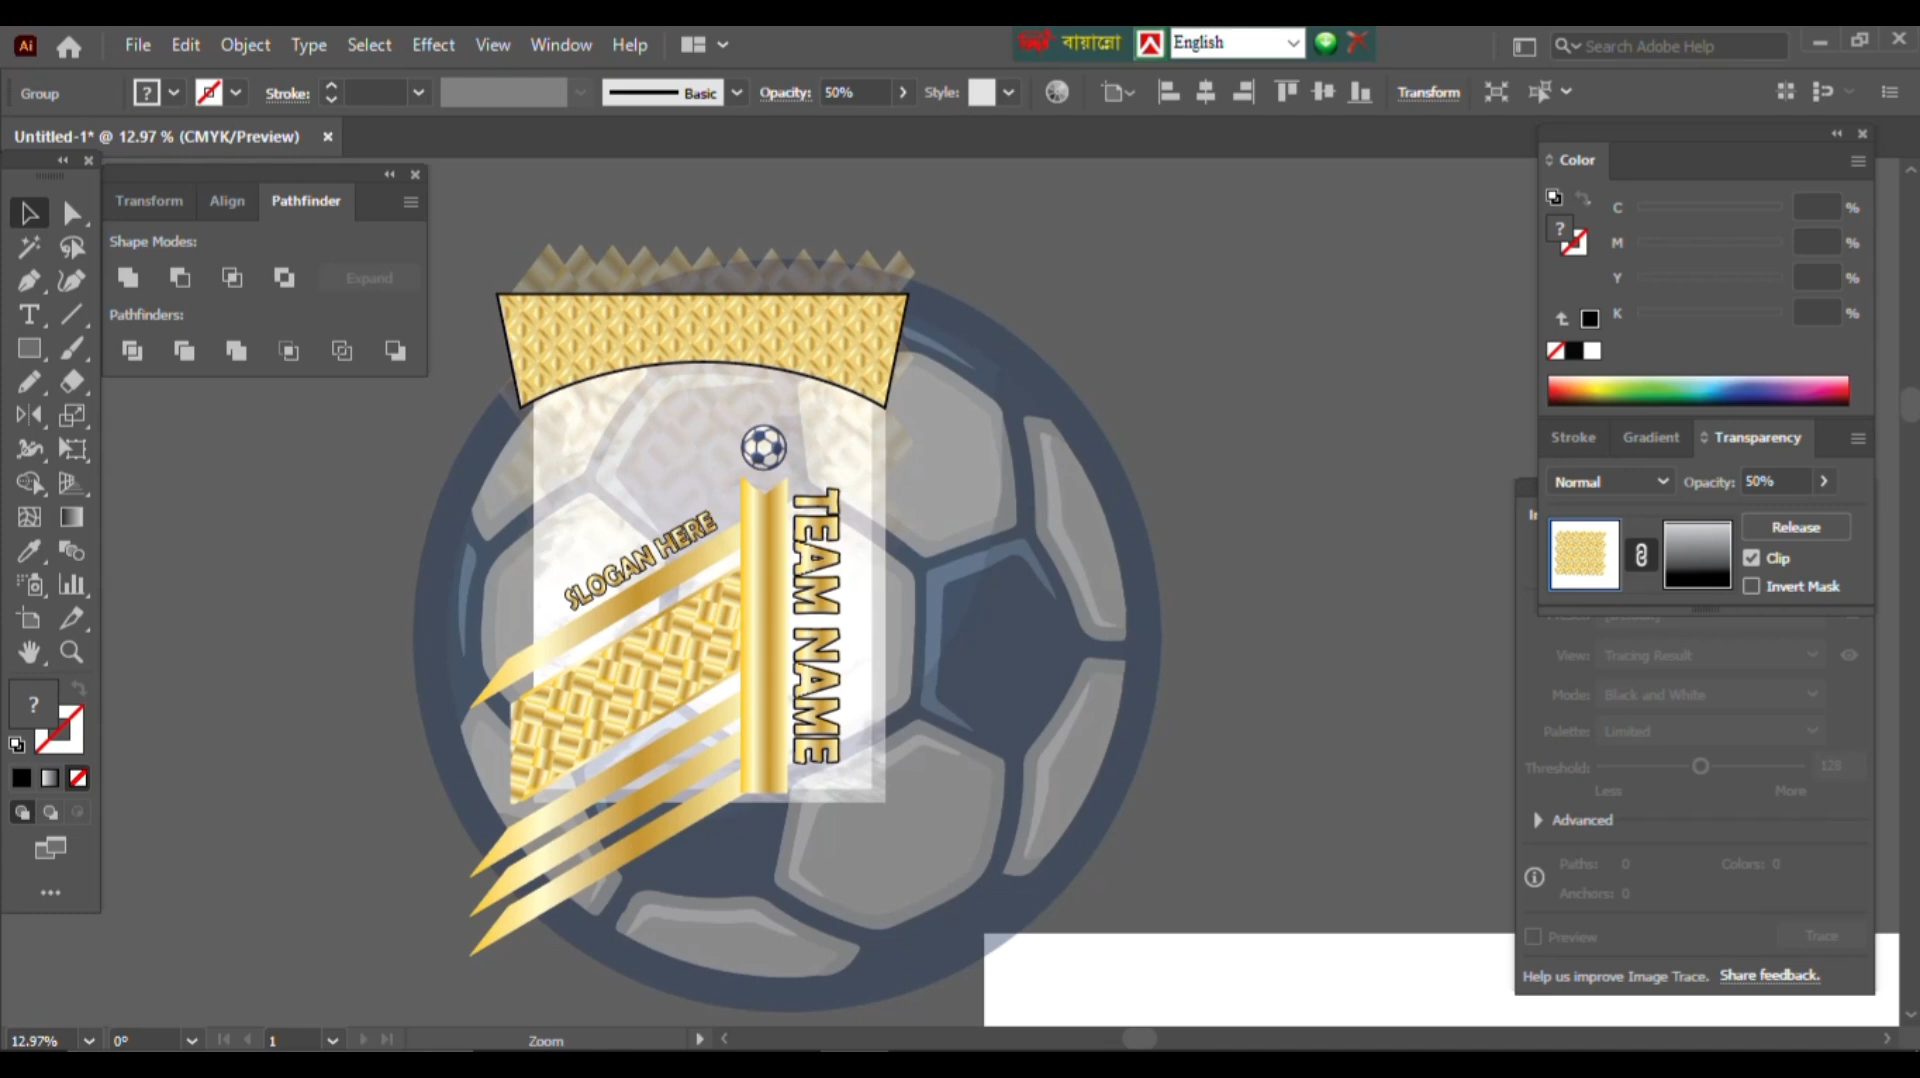 Ai File Edit Object Type Select Effect View Window Help বায়ান্নো English Search Adobe Help
Group ? Stroke: Basic Opacity: 50% Style: Transform
Untitled-1* @ 12.97 % (CMYK/Preview)
Transform Align Pathfinder
Shape Modes:
Expand
Pathfinders:
Color
C %
M %
Y %
K %
?
Stroke Gradient Transparency
Normal Opacity: 50%
Release
Clip
Invert Mask
View: Tracing Result
Mode: Black and White
Palette: Limited
Threshold: 128
Less More
Advanced
Paths: 0 Colors: 0
Anchors: 0
Preview Trace
Help us improve Image Trace. Share feedback.
SLOGAN HERE
TEAM NAME
?
12.97% 0° 1 Zoom